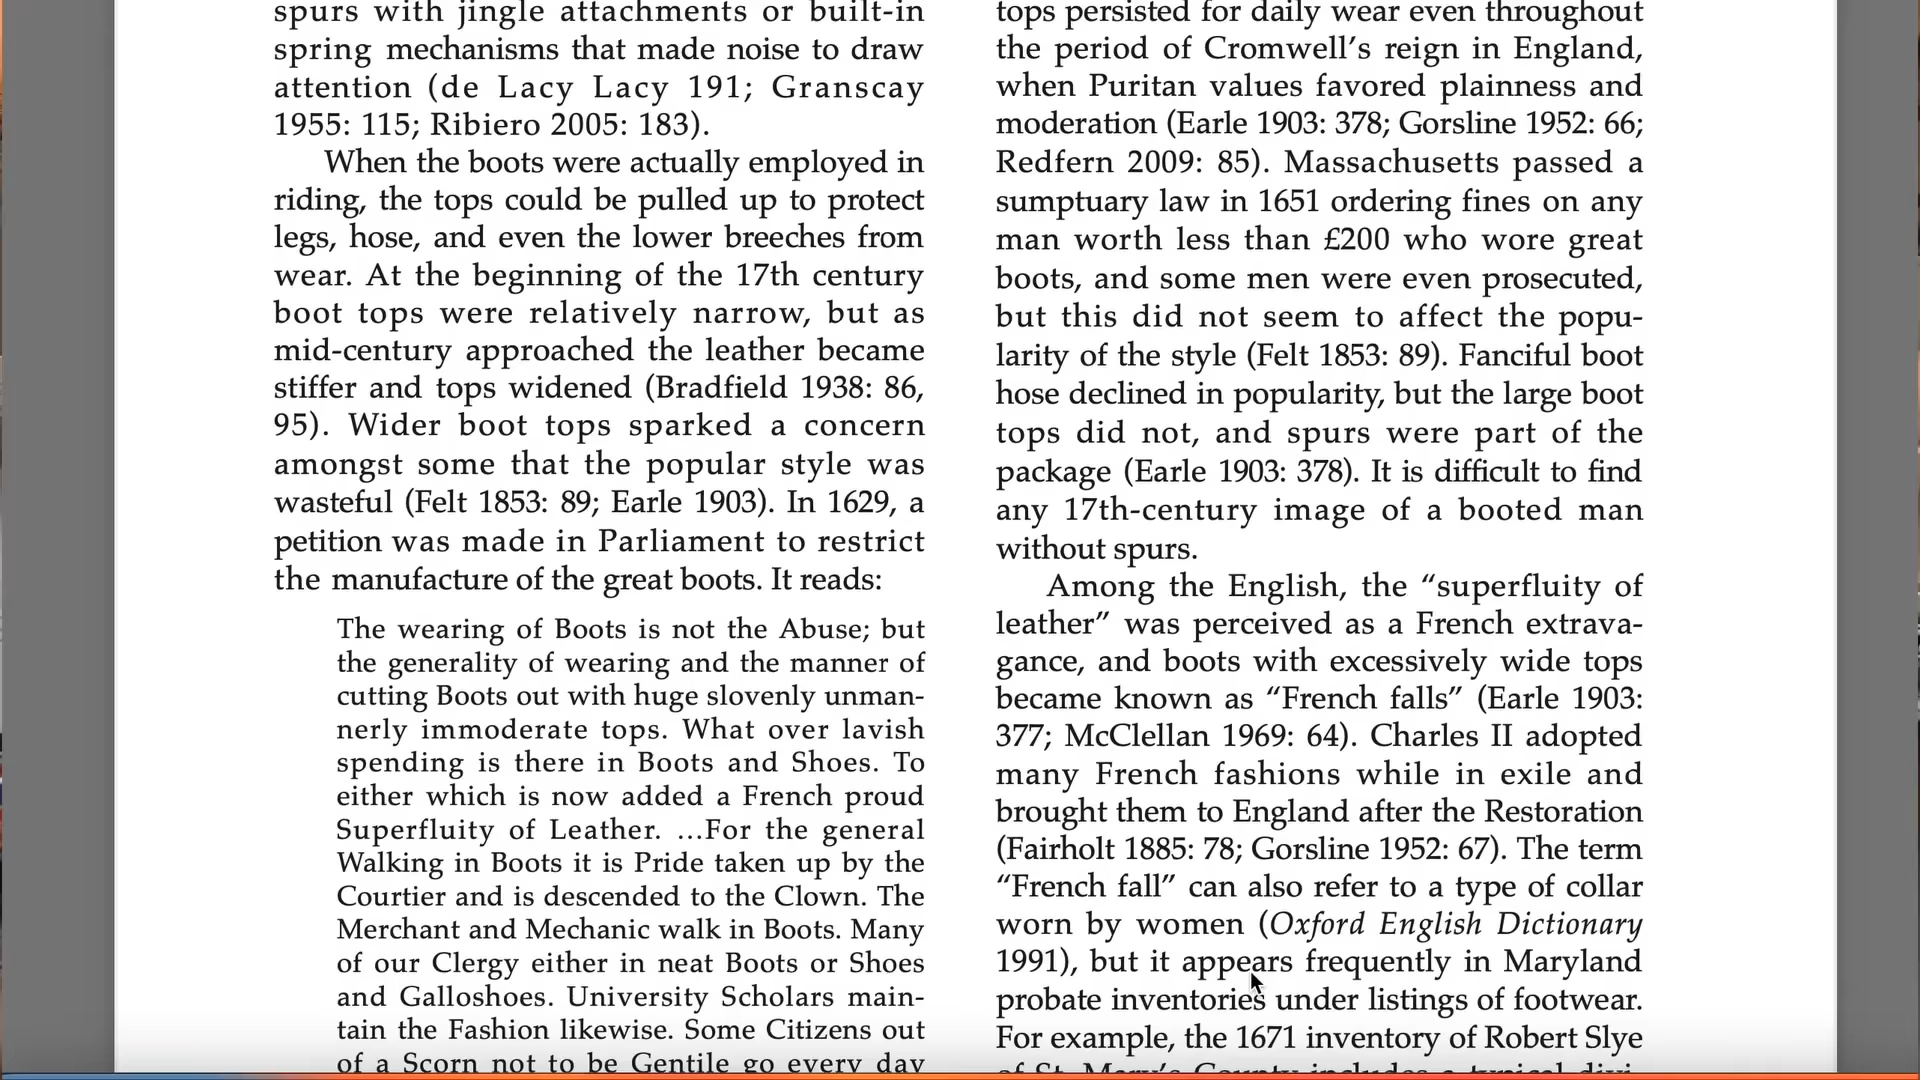 spurs with jingle attachments or built-in
spring mechanisms that made noise to draw
attention (de Lacy Lacy 191; Granscay
1955: 115; Ribiero 2005: 183).
When the boots were actually employed in
riding, the tops could be pulled up to protect
legs, hose, and even the lower breeches from
wear. At the beginning of the 17th century
boot tops were relatively narrow, but as
mid-century approached the leather became
stiffer and tops widened (Bradfield 1938: 86,
95). Wider boot tops sparked a concern
amongst some that the popular style was
wasteful (Felt 1853: 89; Earle 1903). In 1629, a
petition was made in Parliament to restrict
the manufacture of the great boots. It reads:
The wearing of Boots is not the Abuse; but
the generality of wearing and the manner of
cutting Boots out with huge slovenly unman-
nerly immoderate tops. What over lavish
spending is there in Boots and Shoes. To
either which is now added a French proud
Superfluity of Leather. …For the general
Walking in Boots it is Pride taken up by the
Courtier and is descended to the Clown. The
Merchant and Mechanic walk in Boots. Many
of our Clergy either in neat Boots or Shoes
and Galloshoes. University Scholars main-
tain the Fashion likewise. Some Citizens out
of a Scorn not to be Gentile go every day
tops persisted for daily wear even throughout
the period of Cromwell’s reign in England,
when Puritan values favored plainness and
moderation (Earle 1903: 378; Gorsline 1952: 66;
Redfern 2009: 85). Massachusetts passed a
sumptuary law in 1651 ordering fines on any
man worth less than £200 who wore great
boots, and some men were even prosecuted,
but this did not seem to affect the popu-
larity of the style (Felt 1853: 89). Fanciful boot
hose declined in popularity, but the large boot
tops did not, and spurs were part of the
package (Earle 1903: 378). It is difficult to find
any 17th-century image of a booted man
without spurs.
Among the English, the “superfluity of
leather” was perceived as a French extrava-
gance, and boots with excessively wide tops
became known as “French falls” (Earle 1903:
377; McClellan 1969: 64). Charles II adopted
many French fashions while in exile and
brought them to England after the Restoration
(Fairholt 1885: 78; Gorsline 1952: 67). The term
“French fall” can also refer to a type of collar
worn by women (Oxford English Dictionary
1991), but it appears frequently in Maryland
probate inventories under listings of footwear.
For example, the 1671 inventory of Robert Slye
of St. Mary’s County includes a typical divi-